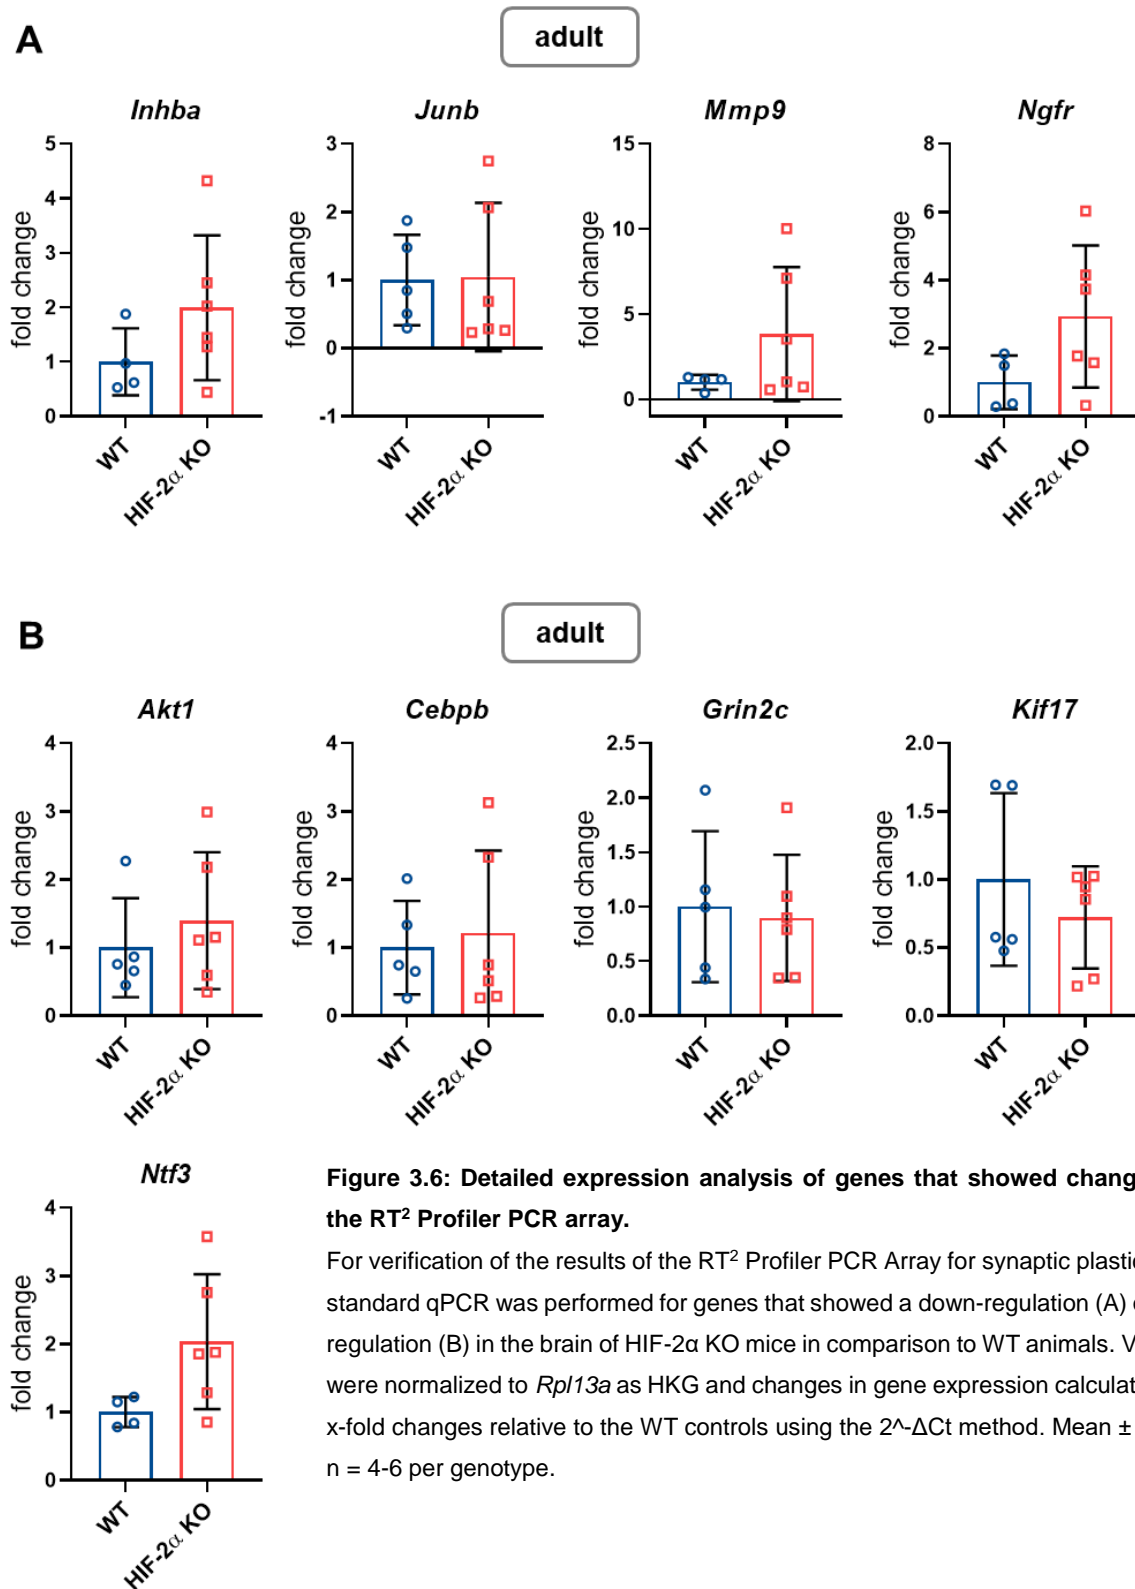 A
adult
Inhba
Junb
Mmp9
Ngfr
fold change
5
4
3
2
1
0
WT
HIF-2α KO
fold change
3
2
1
0
-1
WT
HIF-2α KO
fold change
15
10
5
0
WT
HIF-2α KO
fold change
8
6
4
2
0
WT
HIF-2α KO
B
adult
Akt1
Cebpb
Grin2c
Kif17
fold change
4
3
2
1
0
WT
HIF-2α KO
fold change
4
3
2
1
0
WT
HIF-2α KO
fold change
2.5
2.0
1.5
1.0
0.5
0.0
WT
HIF-2α KO
fold change
2.0
1.5
1.0
0.5
0.0
WT
HIF-2α KO
Ntf3
fold change
4
3
2
1
0
WT
HIF-2α KO
Figure 3.6: Detailed expression analysis of genes that showed chang
the RT² Profiler PCR array.
For verification of the results of the RT² Profiler PCR Array for synaptic plastic
standard qPCR was performed for genes that showed a down-regulation (A)
regulation (B) in the brain of HIF-2α KO mice in comparison to WT animals. V
were normalized to Rpl13a as HKG and changes in gene expression calculat
x-fold changes relative to the WT controls using the 2^-ΔCt method. Mean ±
n = 4-6 per genotype.